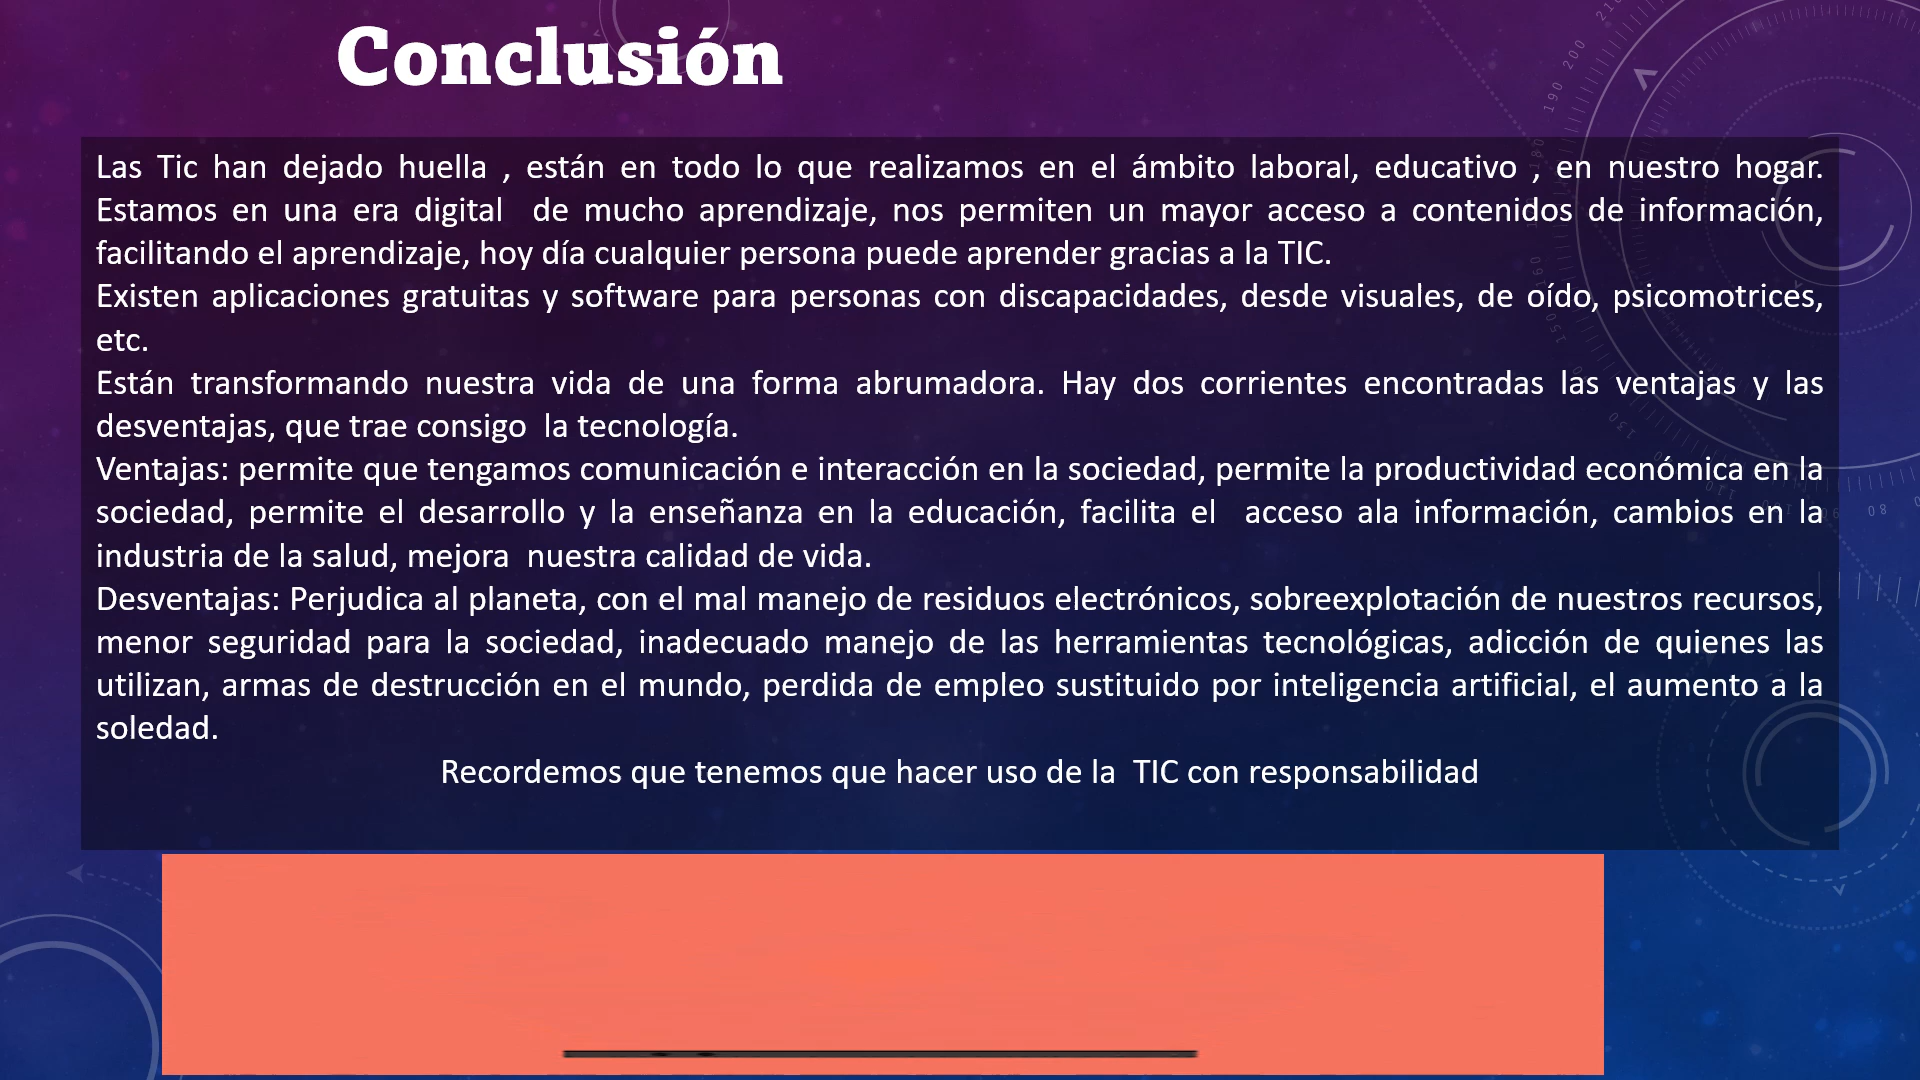 Conclusión
Las Tic han dejado huella , están en todo lo que realizamos en el ámbito laboral, educativo , en nuestro hogar.
Estamos en una era digital  de mucho aprendizaje, nos permiten un mayor acceso a contenidos de información,
facilitando el aprendizaje, hoy día cualquier persona puede aprender gracias a la TIC.
Existen aplicaciones gratuitas y software para personas con discapacidades, desde visuales, de oído, psicomotrices,
etc.
Están transformando nuestra vida de una forma abrumadora. Hay dos corrientes encontradas las ventajas y las
desventajas, que trae consigo  la tecnología.
Ventajas: permite que tengamos comunicación e interacción en la sociedad, permite la productividad económica en la
sociedad, permite el desarrollo y la enseñanza en la educación, facilita el  acceso ala información, cambios en la
industria de la salud, mejora  nuestra calidad de vida.
Desventajas: Perjudica al planeta, con el mal manejo de residuos electrónicos, sobreexplotación de nuestros recursos,
menor seguridad para la sociedad, inadecuado manejo de las herramientas tecnológicas, adicción de quienes las
utilizan, armas de destrucción en el mundo, perdida de empleo sustituido por inteligencia artificial, el aumento a la
soledad.
Recordemos que tenemos que hacer uso de la  TIC con responsabilidad